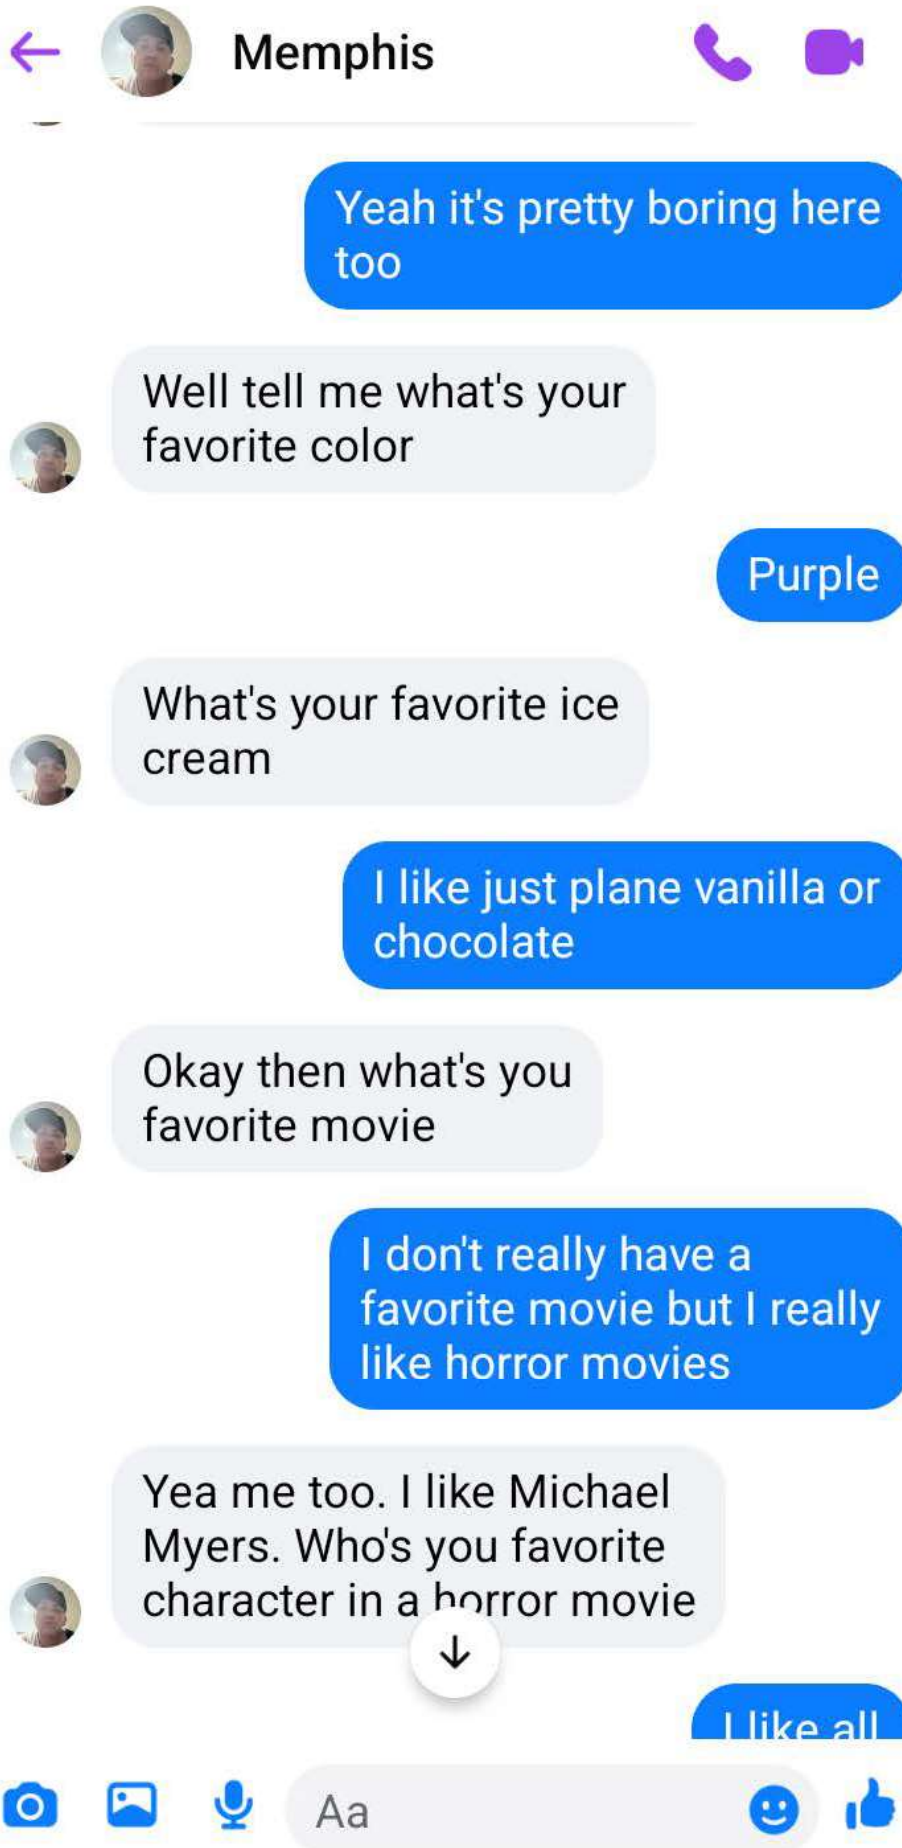 Memphis
Yeah it's pretty boring here
too
Well tell me what's your
favorite color
Purple
What's your favorite ice
cream
I like just plane vanilla or
chocolate
Okay then what's you
favorite movie
I don't really have a
favorite movie but I really
like horror movies
Yea me too. I like Michael
Myers. Who's you favorite
character in a horror movie
I like all
Aa